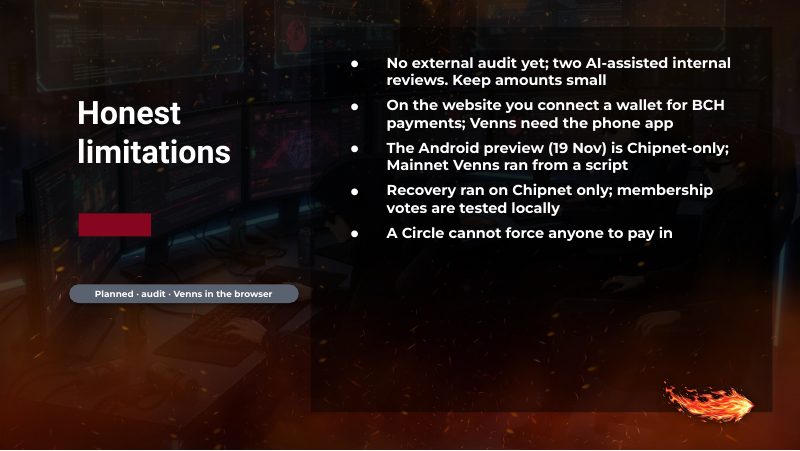 Honest
limitations
Planned · audit · Venns in the browser
● No external audit yet; two AI-assisted internal
reviews. Keep amounts small
● On the website you connect a wallet for BCH
payments; Venns need the phone app
● The Android preview (19 Nov) is Chipnet-only;
Mainnet Venns ran from a script
● Recovery ran on Chipnet only; membership
votes are tested locally
● A Circle cannot force anyone to pay in